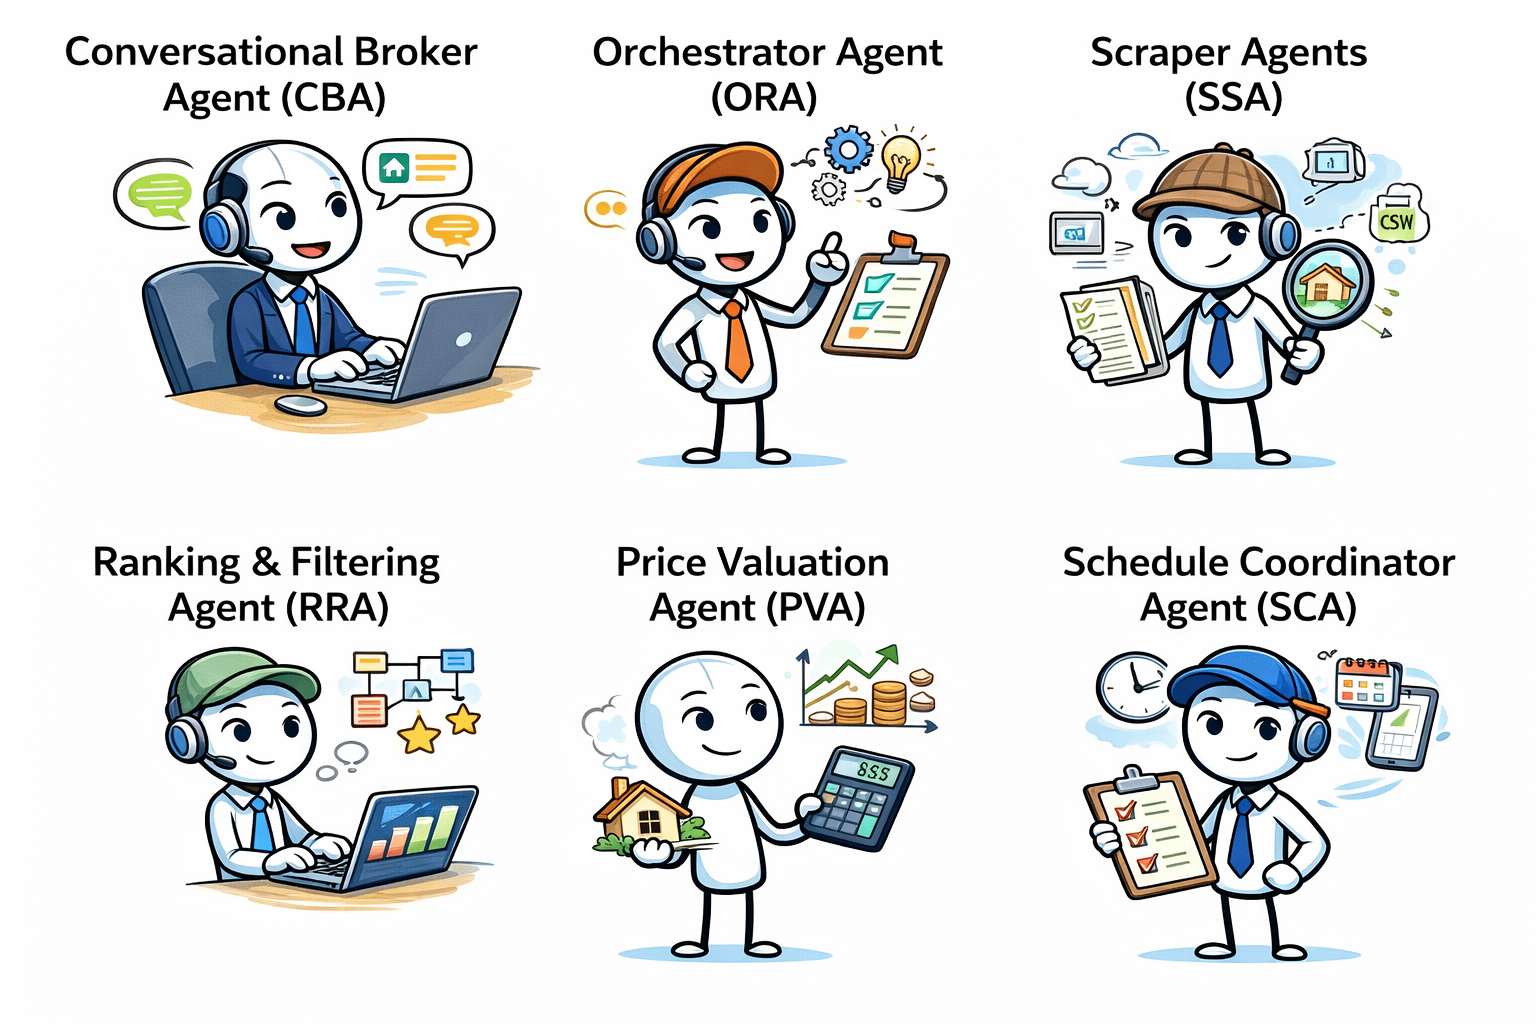 Conversational Broker
Agent (CBA)
Orchestrator Agent
(ORA)
Scraper Agents
(SSA)
CSW
Ranking & Filtering
Agent (RRA)
Price Valuation
Agent (PVA)
Schedule Coordinator
Agent (SCA)